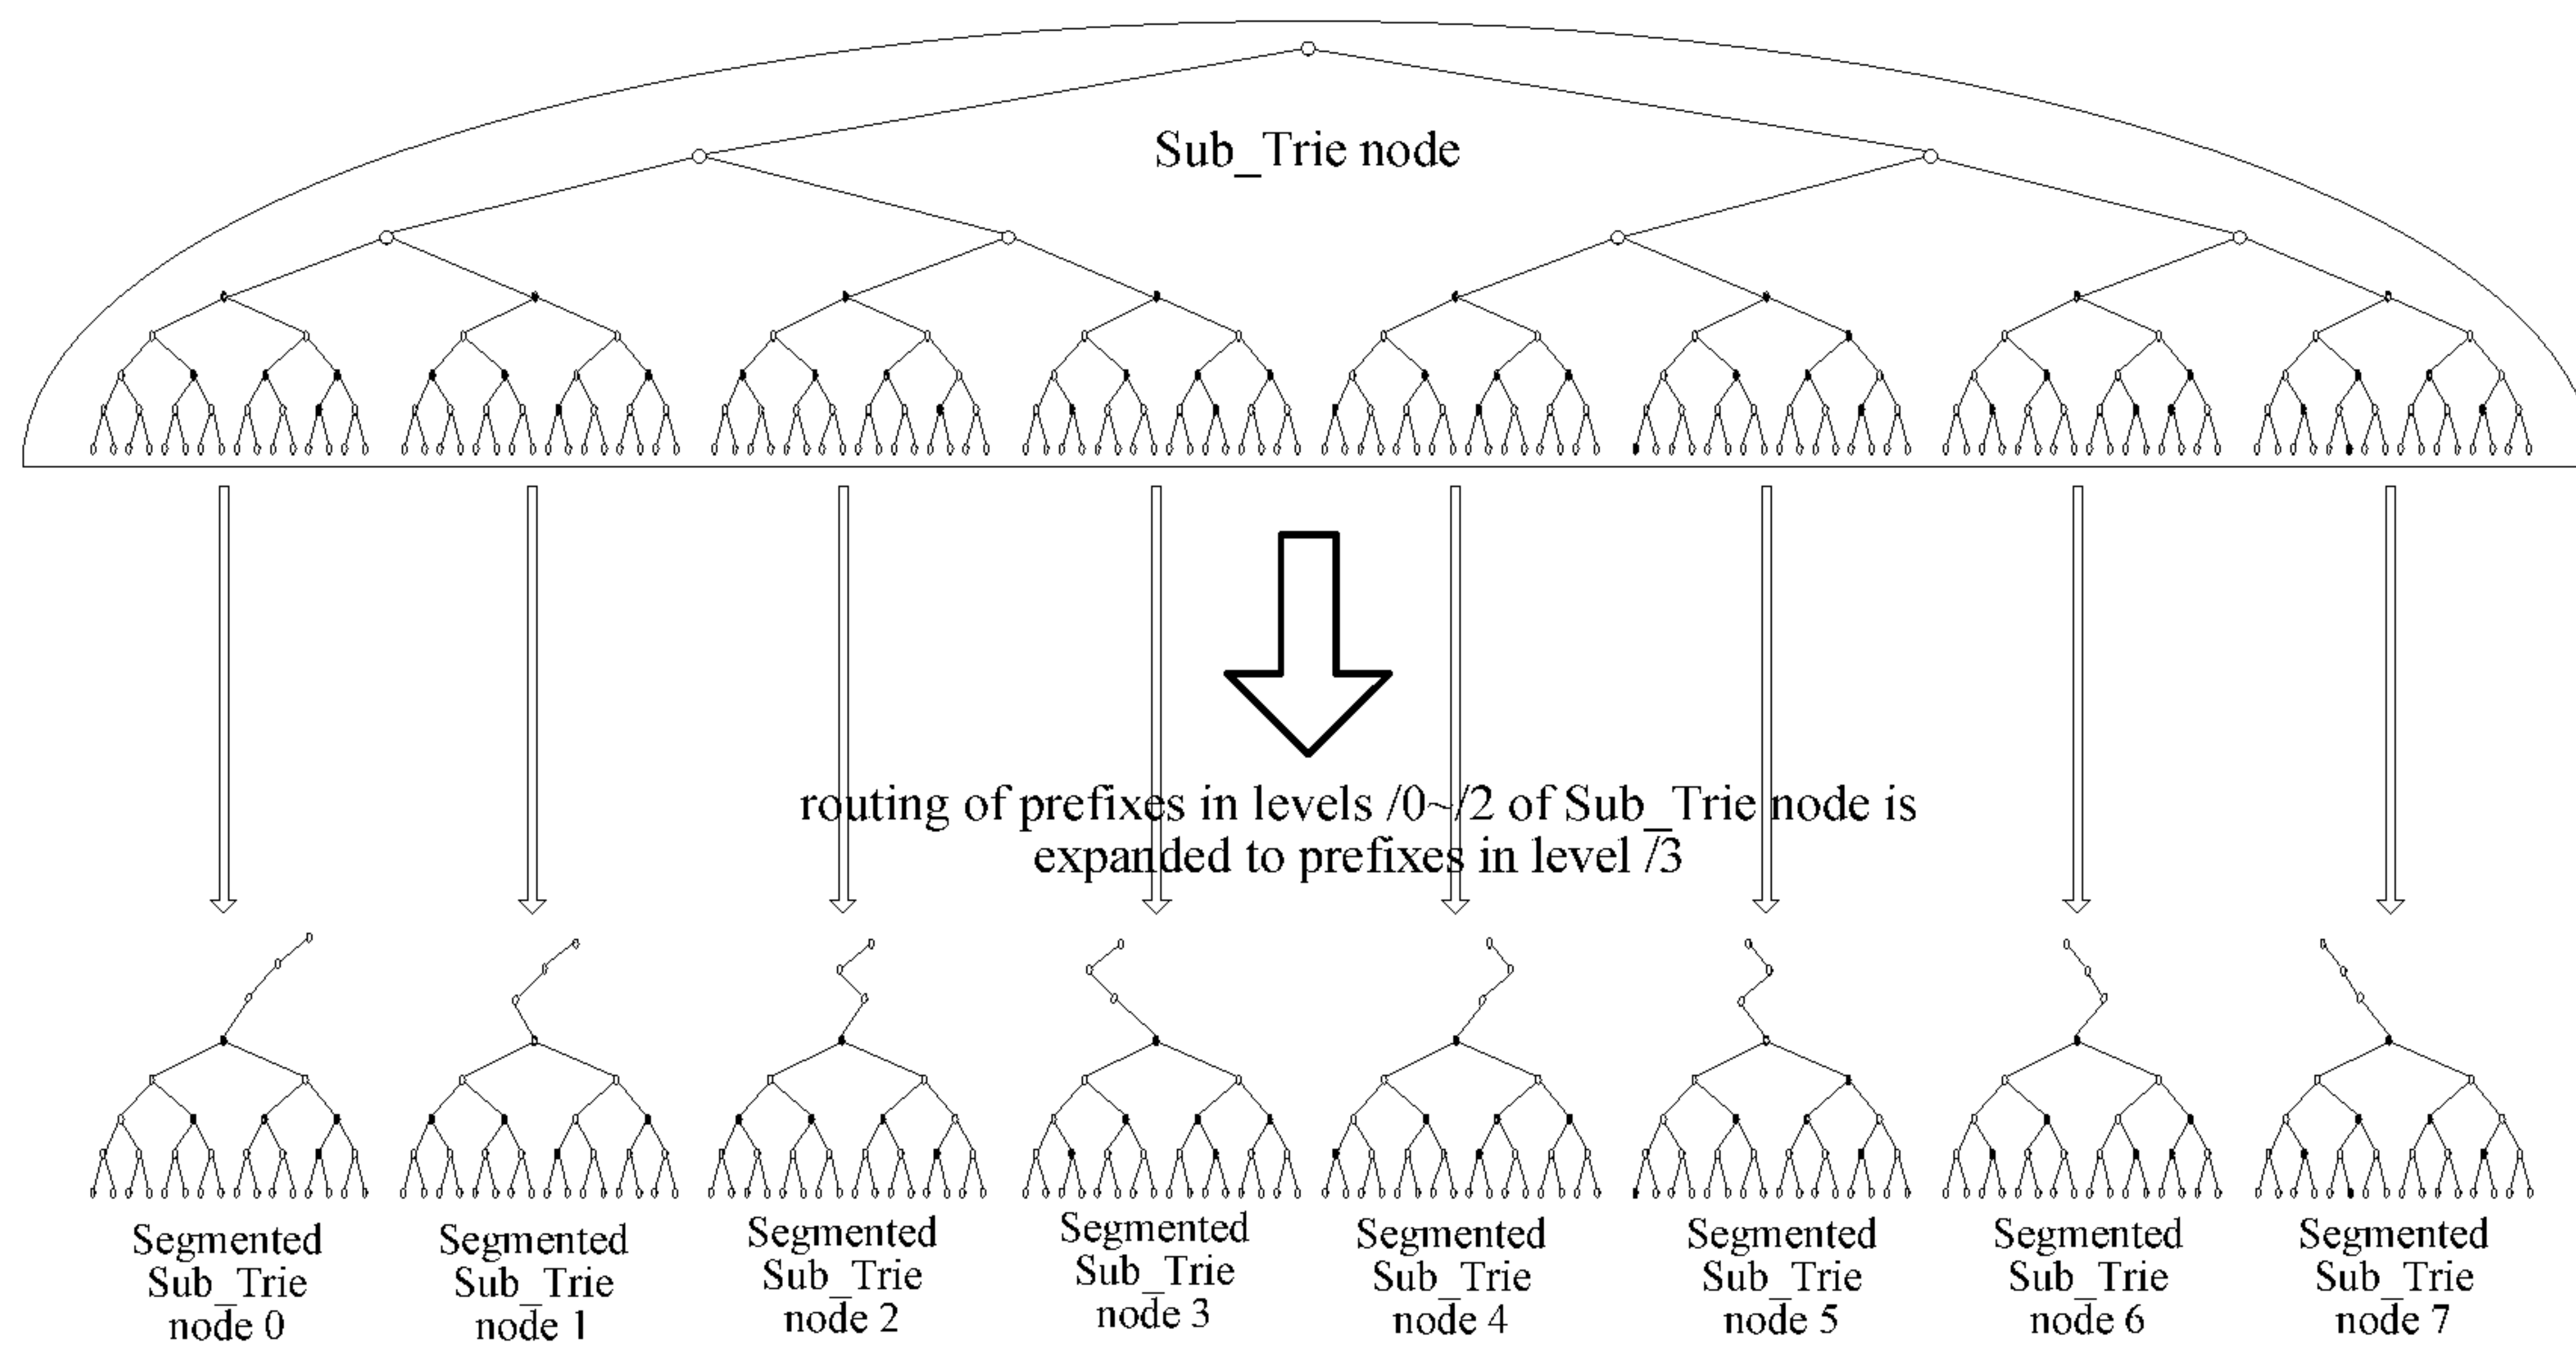 Sub_Trie node
routing of prefixes in levels /0~/2 of Sub_Trie node is
expanded to prefixes in level /3
Segmented
Sub_Trie
node 0
Segmented
Sub_Trie
node 1
Segmented
Sub_Trie
node 2
Segmented
Sub_Trie
node 3
Segmented
Sub_Trie
node 4
Segmented
Sub_Trie
node 5
Segmented
Sub_Trie
node 6
Segmented
Sub_Trie
node 7